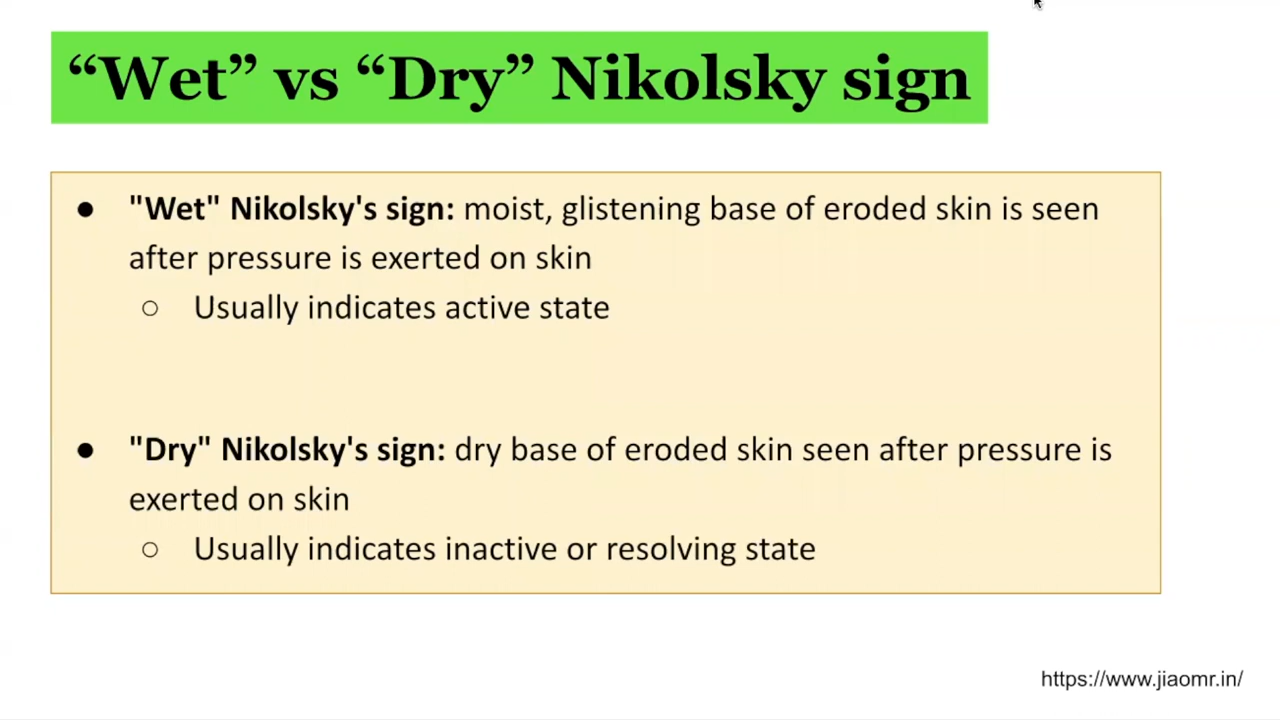 “Wet” vs “Dry” Nikolsky sign
● "Wet" Nikolsky's sign: moist, glistening base of eroded skin is seen
after pressure is exerted on skin
○ Usually indicates active state
● "Dry" Nikolsky's sign: dry base of eroded skin seen after pressure is
exerted on skin
○ Usually indicates inactive or resolving state
https://www.jiaomr.in/